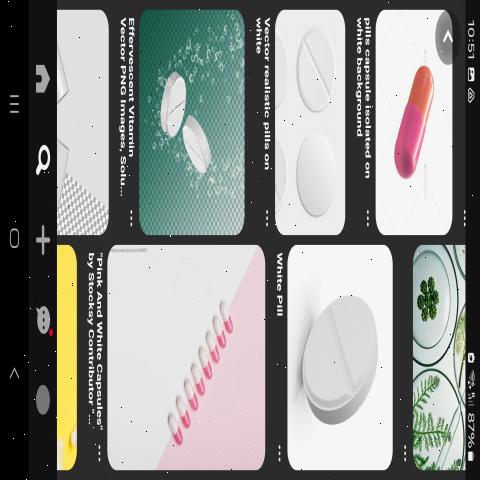 10:51
87%
pills capsule isolated on
white background
Vector realistic pills on
white
White Pill
Effervescent Vitamin
Vector PNG Images, Solu...
"Pink And White Capsules"
by Stocksy Contributor "...